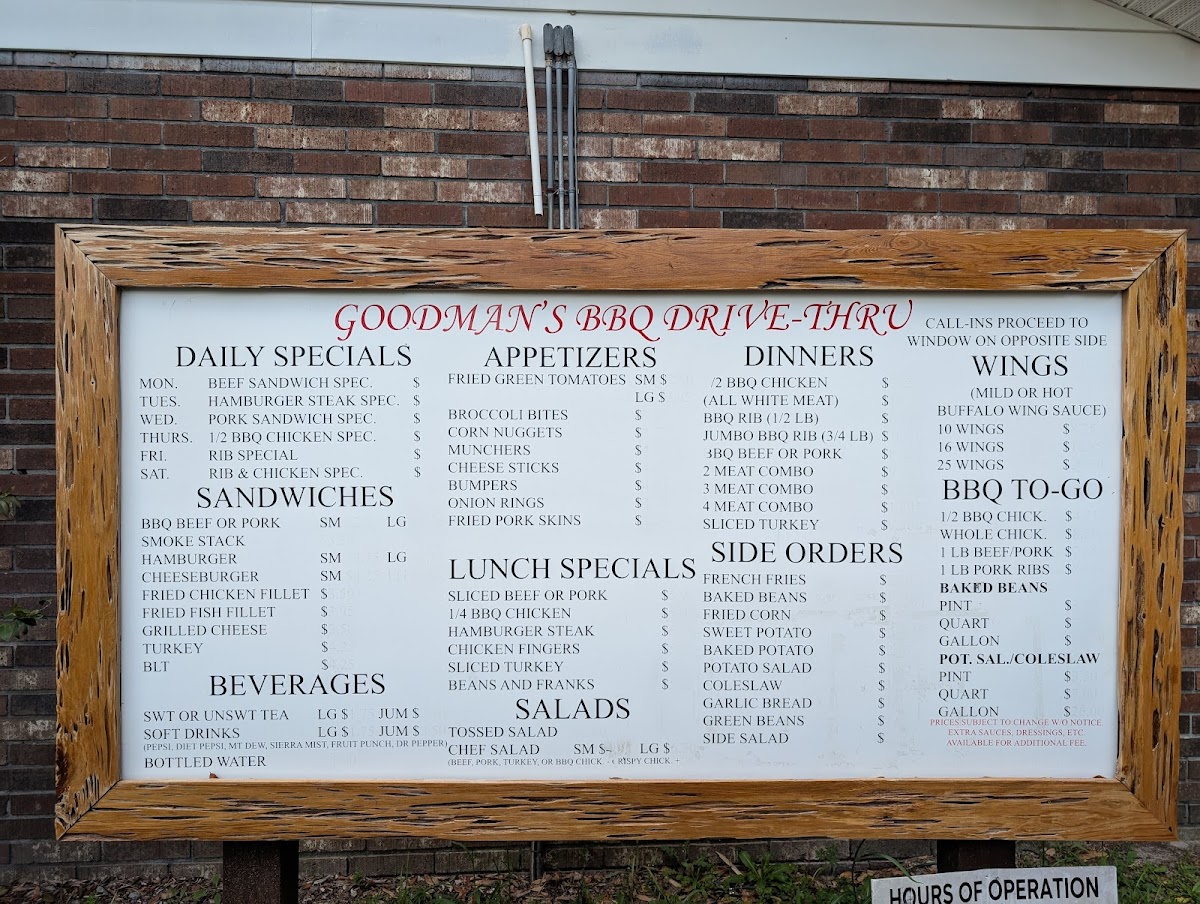 GOODMAN'S BBQ DRIVE-THRU
DAILY SPECIALS
MON. BEEF SANDWICH SPEC. $
TUES. HAMBURGER STEAK SPEC. $
WED. PORK SANDWICH SPEC. $
THURS. 1/2 BBQ CHICKEN SPEC. $
FRI. RIB SPECIAL $
SAT. RIB & CHICKEN SPEC. $
SANDWICHES
BBQ BEEF OR PORK SM LG
SMOKE STACK
HAMBURGER SM LG
CHEESEBURGER SM
FRIED CHICKEN FILLET $
FRIED FISH FILLET $
GRILLED CHEESE $
TURKEY $
BLT $
BEVERAGES
SWT OR UNSWT TEA LG $ JUM $
SOFT DRINKS LG $ JUM $
(PEPSI, DIET PEPSI, MT DEW, SIERRA MIST, FRUIT PUNCH, DR PEPPER)
BOTTLED WATER
APPETIZERS
FRIED GREEN TOMATOES SM $
LG $
BROCCOLI BITES $
CORN NUGGETS $
MUNCHERS $
CHEESE STICKS $
BUMPERS $
ONION RINGS $
FRIED PORK SKINS $
LUNCH SPECIALS
SLICED BEEF OR PORK $
1/4 BBQ CHICKEN $
HAMBURGER STEAK $
CHICKEN FINGERS $
SLICED TURKEY $
BEANS AND FRANKS $
SALADS
TOSSED SALAD
CHEF SALAD SM $ LG $
(BEEF, PORK, TURKEY, OR BBQ CHICK. - CRISPY CHICK. +
DINNERS
/2 BBQ CHICKEN $
(ALL WHITE MEAT) $
BBQ RIB (1/2 LB) $
JUMBO BBQ RIB (3/4 LB) $
BBQ BEEF OR PORK $
2 MEAT COMBO $
3 MEAT COMBO $
4 MEAT COMBO $
SLICED TURKEY $
SIDE ORDERS
FRENCH FRIES $
BAKED BEANS $
FRIED CORN $
SWEET POTATO $
BAKED POTATO $
POTATO SALAD $
COLESLAW $
GARLIC BREAD $
GREEN BEANS $
SIDE SALAD $
CALL-INS PROCEED TO
WINDOW ON OPPOSITE SIDE
WINGS
(MILD OR HOT
BUFFALO WING SAUCE)
10 WINGS $
16 WINGS $
25 WINGS $
BBQ TO-GO
1/2 BBQ CHICK. $
WHOLE CHICK. $
1 LB BEEF/PORK $
1 LB PORK RIBS $
BAKED BEANS
PINT $
QUART $
GALLON $
POT. SAL./COLESLAW
PINT $
QUART $
GALLON $
PRICES SUBJECT TO CHANGE W/O NOTICE.
EXTRA SAUCES, DRESSINGS, ETC.
AVAILABLE FOR ADDITIONAL FEE.
HOURS OF OPERATION